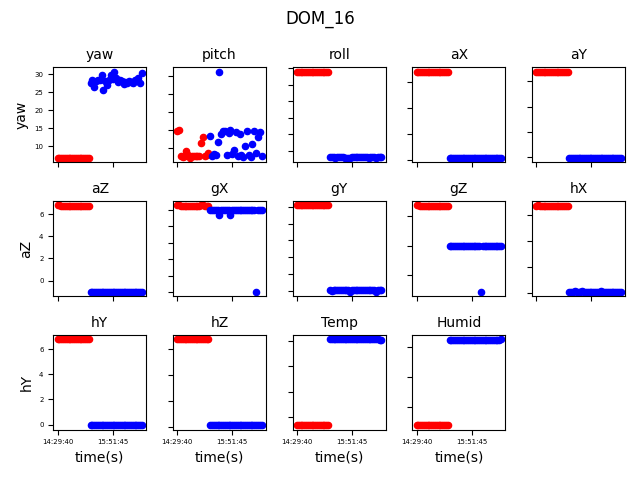 DOM_16
yaw pitch roll aX aY
30
25
20
15
10
yaw
aZ gX gY gZ hX
6
4
2
0
aZ
hY hZ Temp Humid
6
4
2
0
hY
14:29:40 15:51:45 14:29:40 15:51:45 14:29:40 15:51:45 14:29:40 15:51:45
time(s) time(s) time(s) time(s)